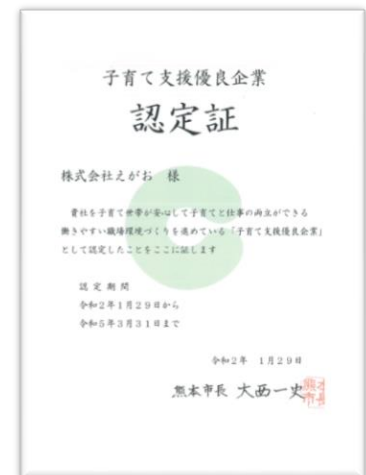 子育て支援優良企業
認定証
株式会社えがお　様
貴社を子育て世帯が安心して子育てと仕事の両立ができる
働きやすい職場環境づくりを進めている「子育て支援優良企業」
として認定したことをここに証します
認定期間
令和2年1月29日から
令和5年3月31日まで
令和2年　1月29日
熊本市長　大西一史